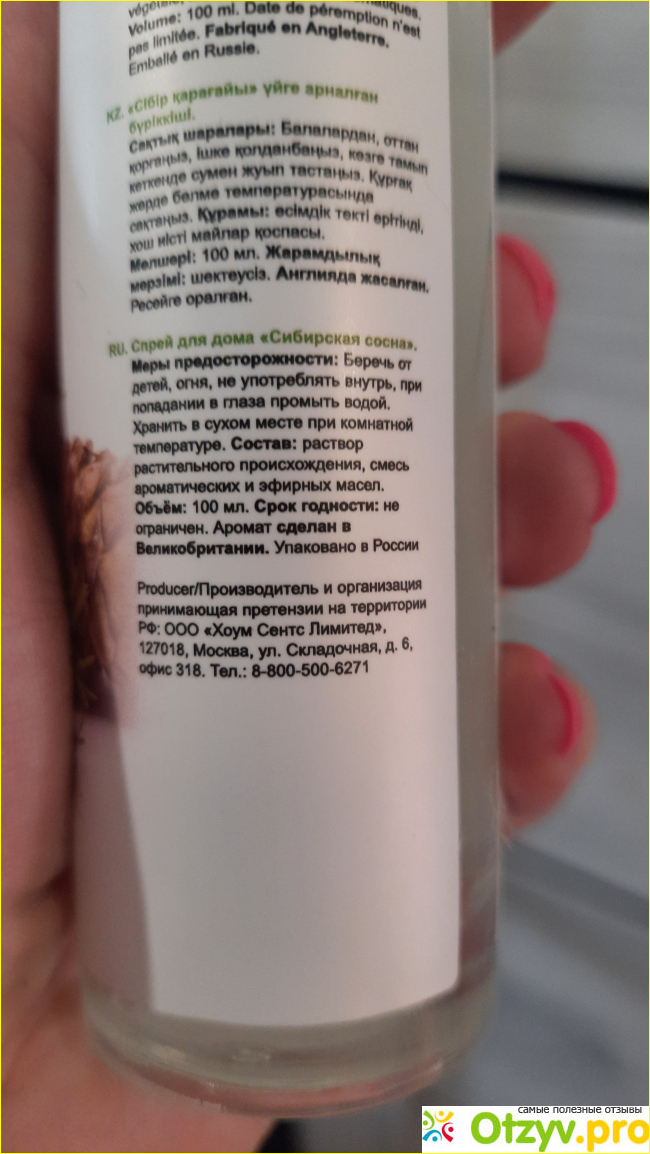 Volume: 100 ml. Date de péremption n'est
pas limitée. Fabriqué en Angleterre.
Emballé en Russie.
KZ. «Сібір қарағайы» үйге арналған
бүріккіші.
Сақтық шаралары: Балалардан, оттан
қорғаңыз, ішке қолданбаңыз, көзге тамып
кеткенде сумен жуып тастаңыз. Құрғақ
жерде бөлме температурасында
сақтаңыз. Құрамы: өсімдік текті ерітінді,
хош иісті майлар қоспасы.
Мөлшері: 100 мл. Жарамдылық
мерзімі: шектеусіз. Англияда жасалған.
Ресейге оралған.
RU. Спрей для дома «Сибирская сосна».
Меры предосторожности: Беречь от
детей, огня, не употреблять внутрь, при
попадании в глаза промыть водой.
Хранить в сухом месте при комнатной
температуре. Состав: раствор
растительного происхождения, смесь
ароматических и эфирных масел.
Объём: 100 мл. Срок годности: не
ограничен. Аромат сделан в
Великобритании. Упаковано в России
Producer/Производитель и организация
принимающая претензии на территории
РФ: ООО «Хоум Сентс Лимитед»,
127018, Москва, ул. Складочная, д. 6,
офис 318. Тел.: 8-800-500-6271
самые полезные отзывы
Otzyv.pro